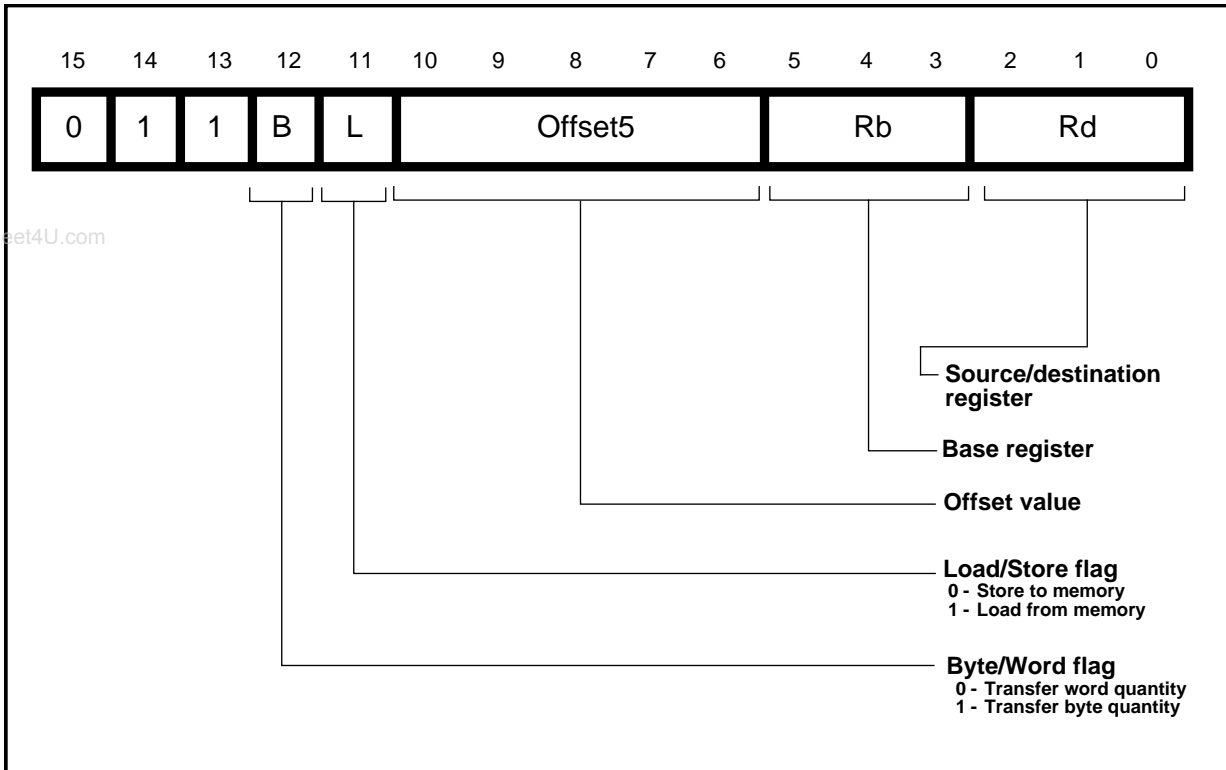 15 14 13 12 11 10 9 8 7 6 5 4 3 2 1 0
0 1 1 B L Offset5 Rb Rd
eet4U.com
Source/destination
register
Base register
Offset value
Load/Store flag
0 - Store to memory
1 - Load from memory
Byte/Word flag
0 - Transfer word quantity
1 - Transfer byte quantity